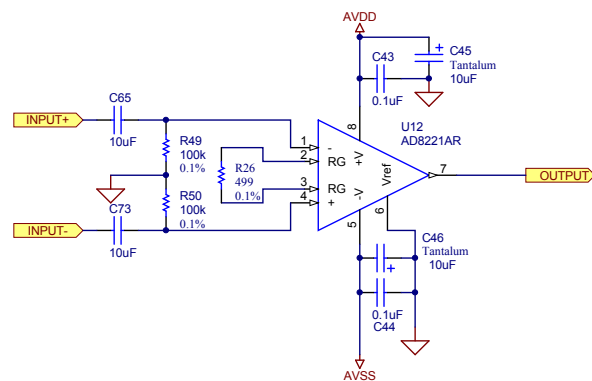 AVDD
C43
0.1uF
C45
Tantalum
10uF
+
C65
10uF
INPUT+
R49
100k
0.1%
R50
100k
0.1%
C73
10uF
INPUT-
R26
499
0.1%
1
2
3
4
-
RG
RG
+
8
+V
Vref
-V
5
6
7
U12
AD8221AR
OUTPUT
C46
Tantalum
10uF
+
0.1uF
C44
AVSS